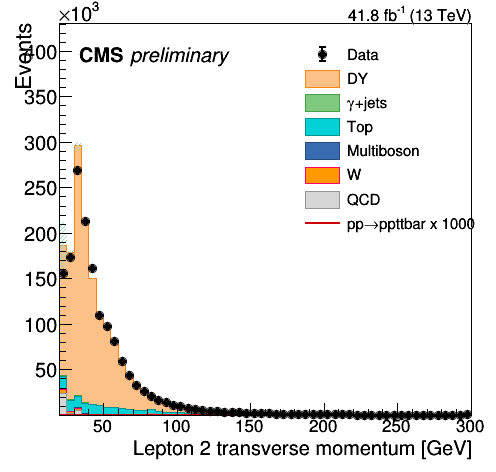 ×10³
41.8 fb⁻¹ (13 TeV)
Events
CMS preliminary
400
350
300
250
200
150
100
50
Data
DY
γ+jets
Top
Multiboson
W
QCD
pp→ppttbar x 1000
50 100 150 200 250 300
Lepton 2 transverse momentum [GeV]